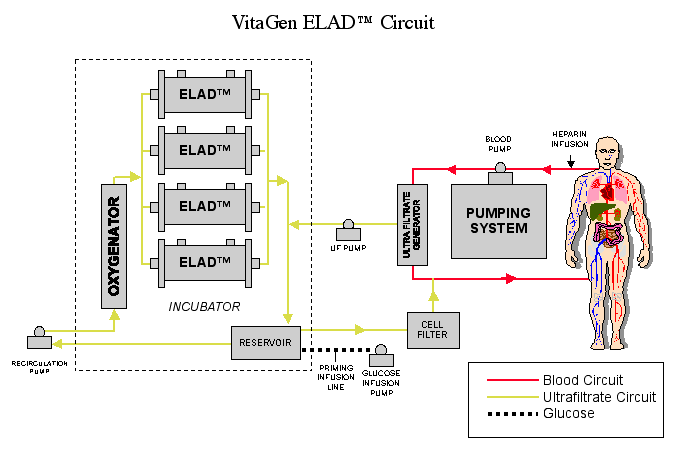 VitaGen ELAD™ Circuit
ELAD™
ELAD™
ELAD™
ELAD™
OXYGENATOR
INCUBATOR
RESERVOIR
RECIRCULATION
PUMP
PRIMING
INFUSION
LINE
GLUCOSE
INFUSION
PUMP
CELL
FILTER
UF PUMP
ULTRAFILTRATE
GENERATOR
BLOOD
PUMP
HEPARIN
INFUSION
PUMPING
SYSTEM
Blood Circuit
Ultrafiltrate Circuit
Glucose